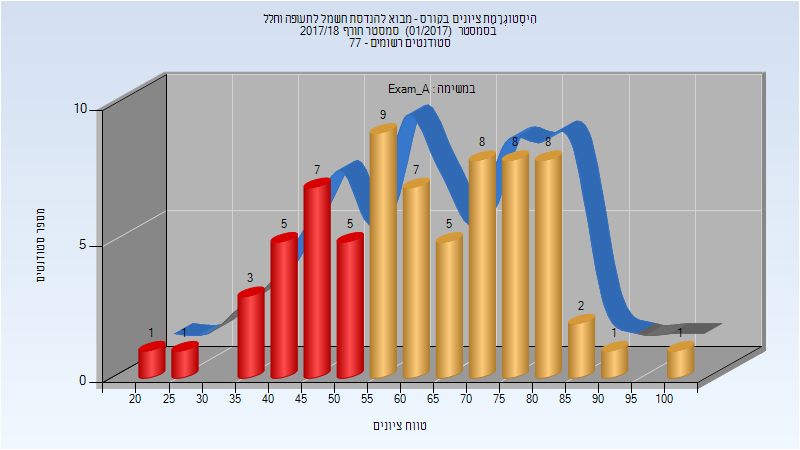 היסטוגרמת ציונים בקורס - מבוא להנדסת חשמל לתעופה וחלל
בסמסטר (01/2017) סמסטר חורף 2017/18
סטודנטים רשומים - 77
במשימה : Exam_A
מספר סטודנטים
10
5
0
1
1
3
5
7
5
9
7
5
8
8
8
2
1
1
20 25 30 35 40 45 50 55 60 65 70 75 80 85 90 95 100
טווח ציונים